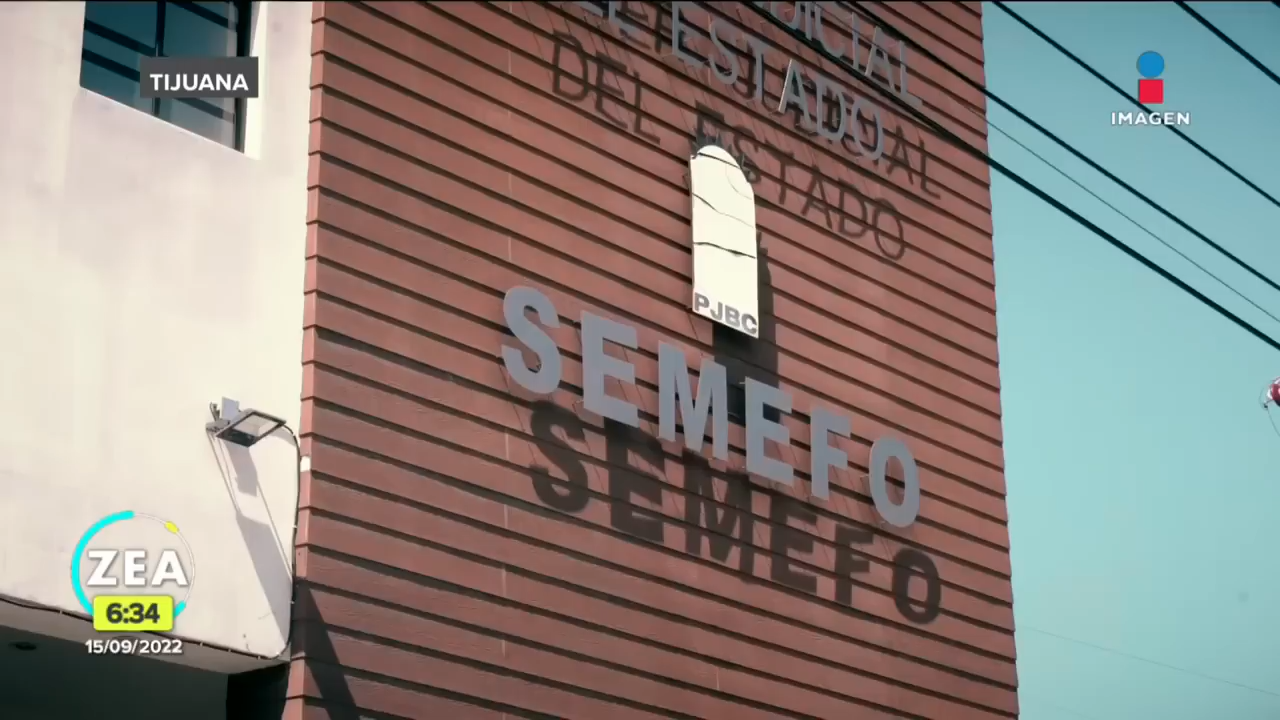 TIJUANA
IMAGEN
DEL ESTADO
PJBC
SEMEFO
ZEA
6:34
15/09/2022